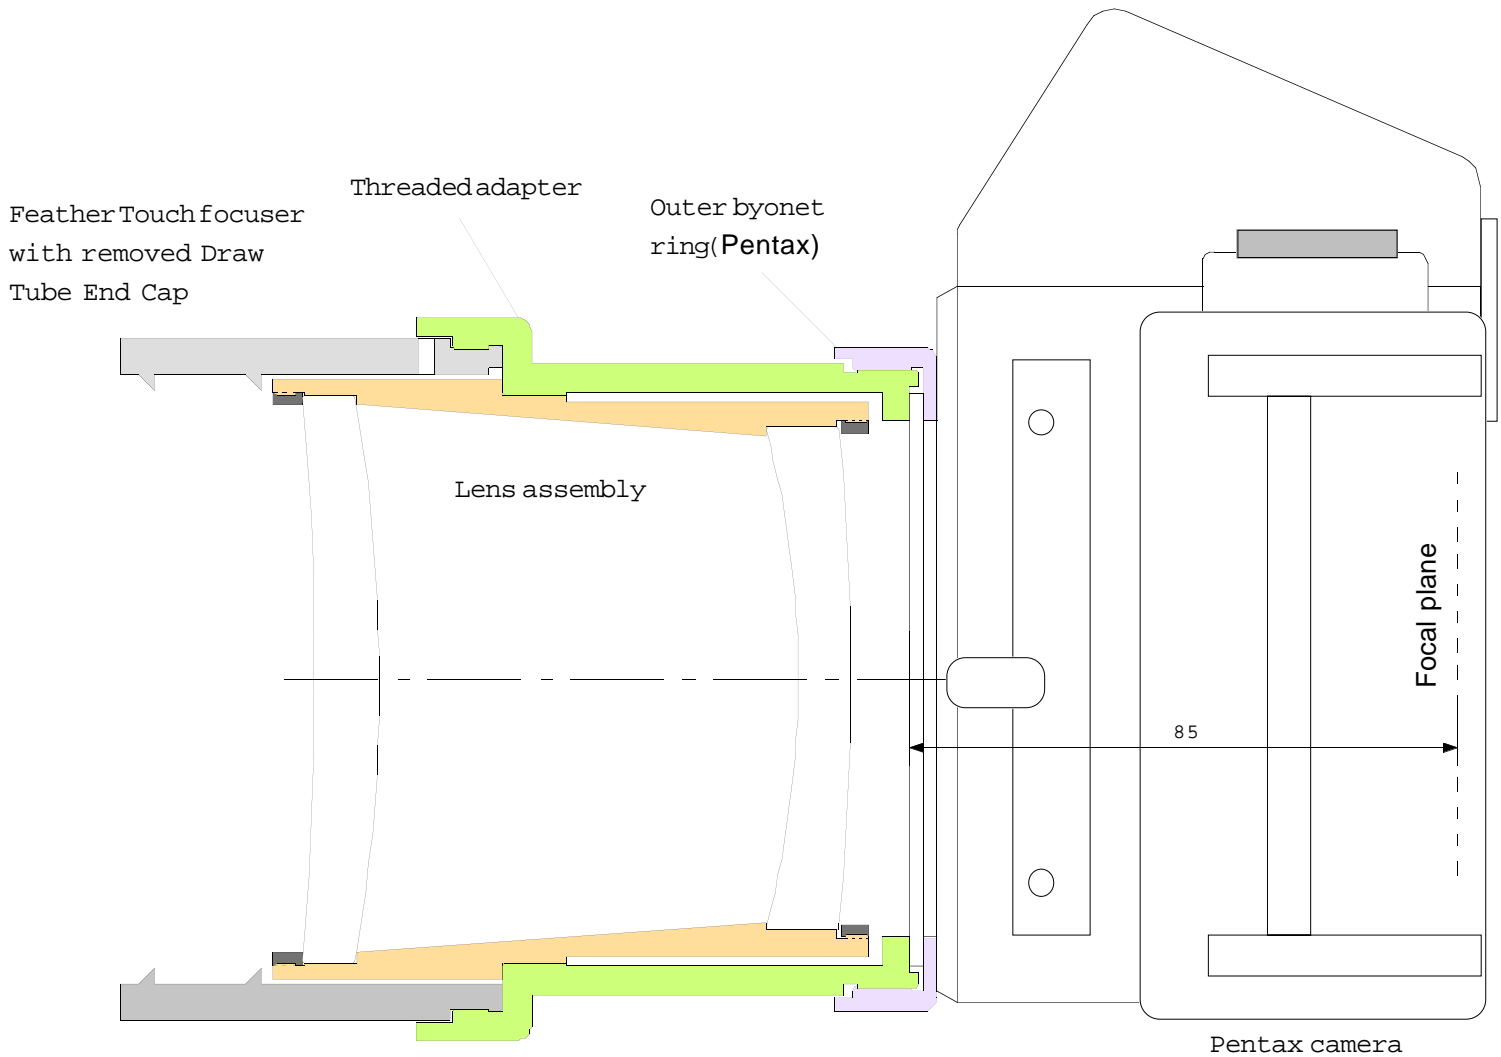 Feather Touch focuser
with removed Draw
Tube End Cap
Threaded adapter
Outer byonet
ring(Pentax)
Lens assembly
Focal plane
85
Pentax camera